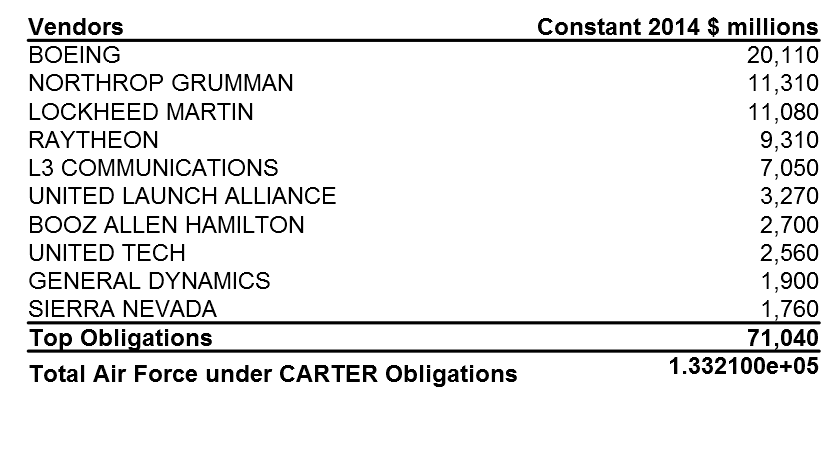 Vendors Constant 2014 $ millions
BOEING 20,110
NORTHROP GRUMMAN 11,310
LOCKHEED MARTIN 11,080
RAYTHEON 9,310
L3 COMMUNICATIONS 7,050
UNITED LAUNCH ALLIANCE 3,270
BOOZ ALLEN HAMILTON 2,700
UNITED TECH 2,560
GENERAL DYNAMICS 1,900
SIERRA NEVADA 1,760
Top Obligations 71,040
Total Air Force under CARTER Obligations 1.332100e+05